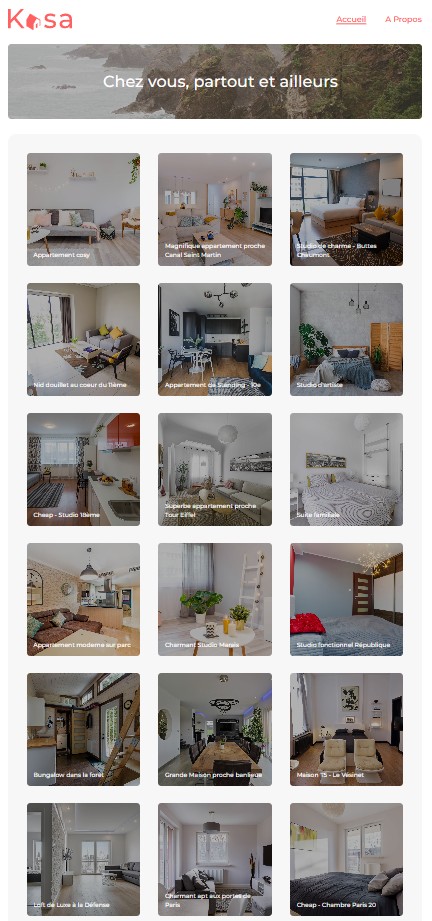 Kasa
Accueil A Propos
Chez vous, partout et ailleurs
Appartement cosy
Magnifique appartement proche
Canal Saint Martin
Studio de charme - Buttes
Chaumont
Nid douillet au coeur du 11ème
Appartement de Standing - 10e
Studio d'artiste
Cheap - Studio 18ème
Superbe appartement proche
Tour Eiffel
Suite familiale
Appartement moderne sur parc
Charmant Studio Marais
Studio fonctionnel République
Bungalow dans la foret
Grande Maison proche banlieue
Maison 15 - Le Vésinet
Loft de Luxe à la Défense
Charmant apt aux portes de
Paris
Cheap - Chambre Paris 20